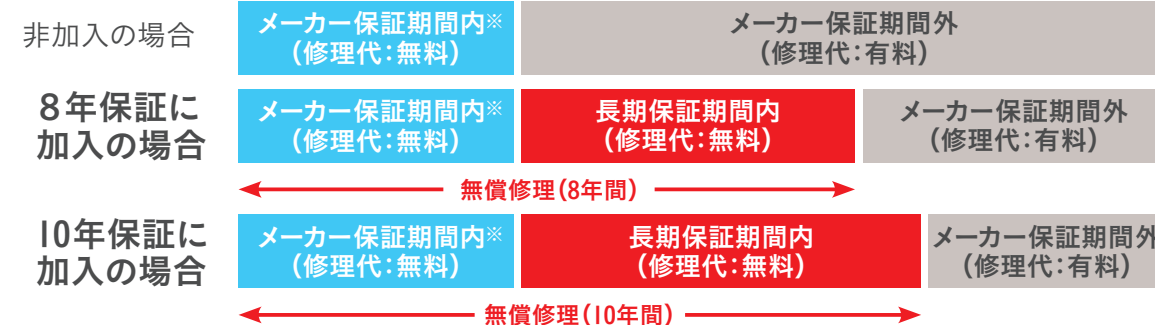 非加入の場合
メーカー保証期間内※
(修理代:無料)
メーカー保証期間外
(修理代:有料)
8年保証に
加入の場合
メーカー保証期間内※
(修理代:無料)
長期保証期間内
(修理代:無料)
メーカー保証期間外
(修理代:有料)
無償修理(8年間)
10年保証に
加入の場合
メーカー保証期間内※
(修理代:無料)
長期保証期間内
(修理代:無料)
メーカー保証期間外
(修理代:有料)
無償修理(10年間)